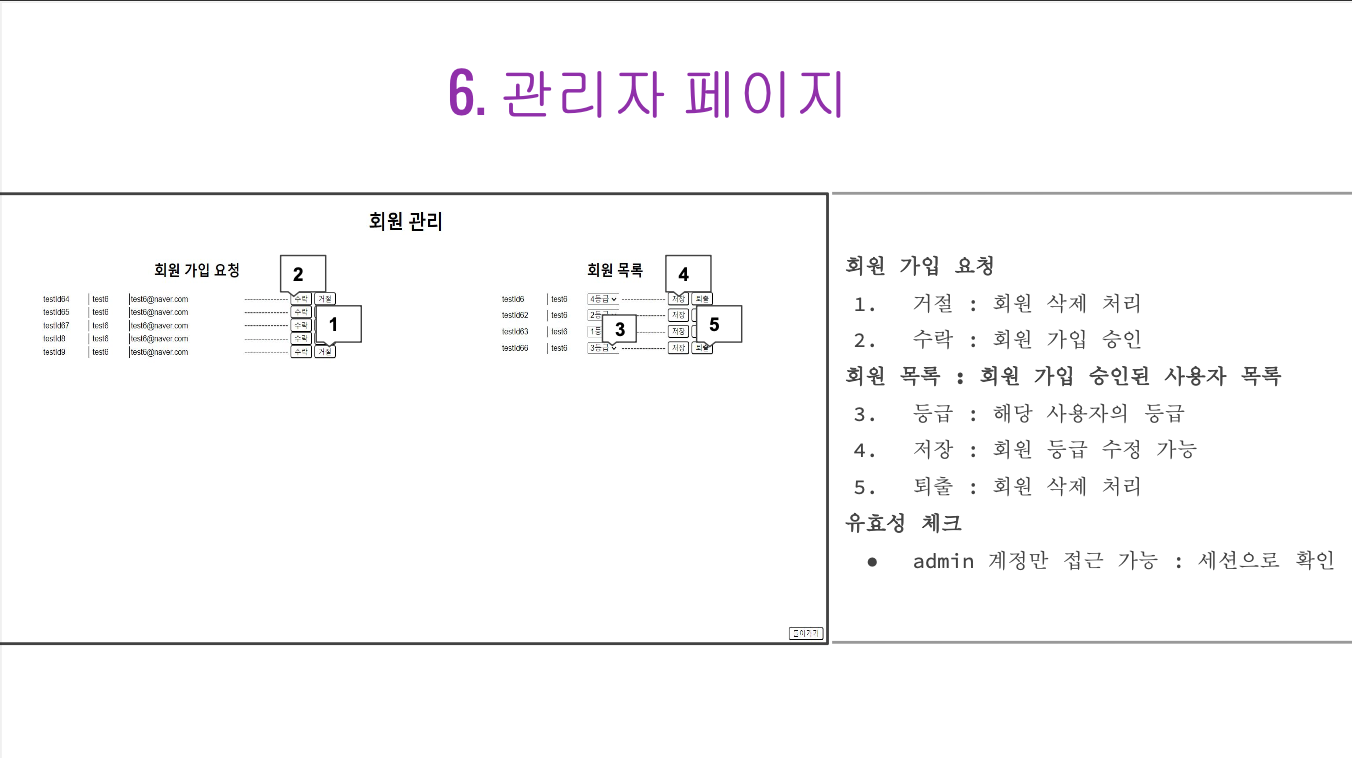 6. 관리자 페이지
회원 관리
회원 가입 요청
2
testid64 test6 test6@naver.com 수락 거절
testid65 test6 test6@naver.com 수락
testid67 test6 test6@naver.com 수락
testid8 test6 test6@naver.com 수락
testid9 test6 test6@naver.com 수락 거절
1
회원 목록
4
testid6 test6 4등급 저장 퇴출
testid62 test6 2등급 저장
testid63 test6 저장
testid66 test6 3등급 저장 퇴출
3
5
돌아가기
회원 가입 요청
1. 거절 : 회원 삭제 처리
2. 수락 : 회원 가입 승인
회원 목록 : 회원 가입 승인된 사용자 목록
3. 등급 : 해당 사용자의 등급
4. 저장 : 회원 등급 수정 가능
5. 퇴출 : 회원 삭제 처리
유효성 체크
● admin 계정만 접근 가능 : 세션으로 확인